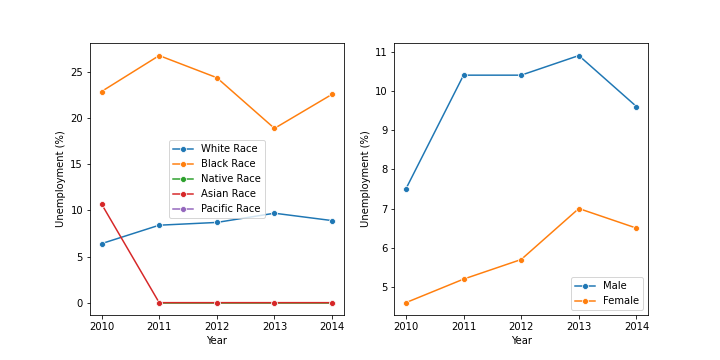 Unemployment (%)
25
20
15
10
5
0
2010 2011 2012 2013 2014
Year
White Race
Black Race
Native Race
Asian Race
Pacific Race
Unemployment (%)
11
10
9
8
7
6
5
2010 2011 2012 2013 2014
Year
Male
Female